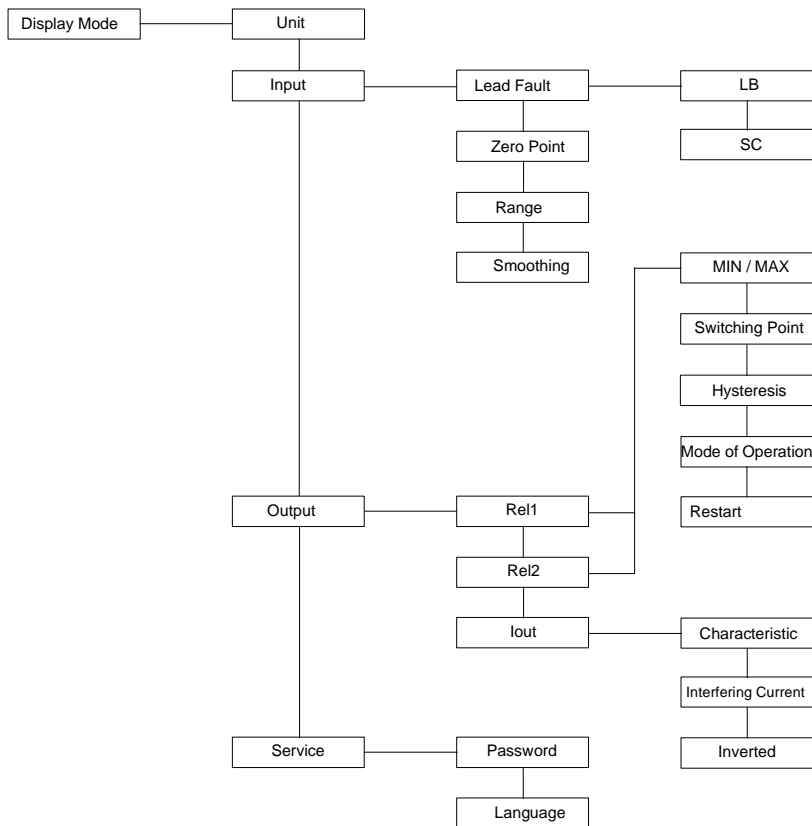 Display Mode
Unit
Input
Lead Fault
LB
Zero Point
SC
Range
Smoothing
MIN / MAX
Switching Point
Hysteresis
Mode of Operation
Output
Rel1
Restart
Rel2
Iout
Characteristic
Interfering Current
Service
Password
Inverted
Language